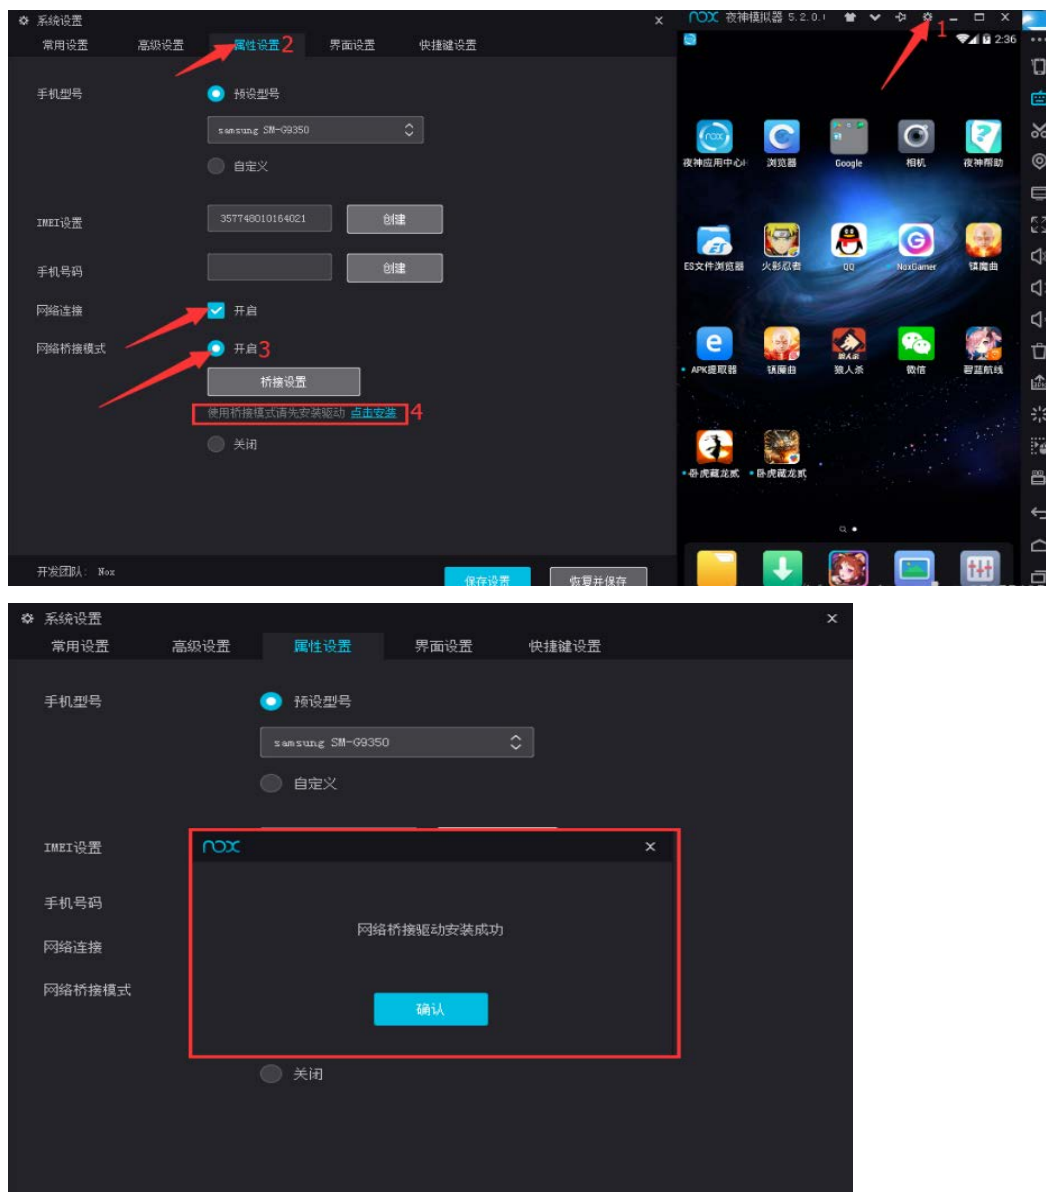 系统设置
常用设置 高级设置 属性设置 2 界面设置 快捷键设置
手机型号 预设型号
samsung SM-G9350
自定义
IMEI设置 357748010164021 创建
手机号码 创建
网络连接 开启
网络桥接模式 开启 3
桥接设置
使用桥接模式请先安装驱动 点击安装 4
关闭
开发团队: Nox 保存设置 恢复并保存
nox 夜神模拟器 5.2.0.
1
2:36
夜神应用中心 浏览器 Google 相机 夜神帮助
ES文件浏览器 火影忍者 QQ NoxGamer 镇魔曲
APK提取器 镇魔曲 狼人杀 微信 碧蓝航线
卧虎藏龙贰 卧虎藏龙贰
系统设置
常用设置 高级设置 属性设置 界面设置 快捷键设置
手机型号 预设型号
samsung SM-G9350
自定义
IMEI设置
nox
手机号码
网络桥接驱动安装成功
网络连接
网络桥接模式
确认
关闭